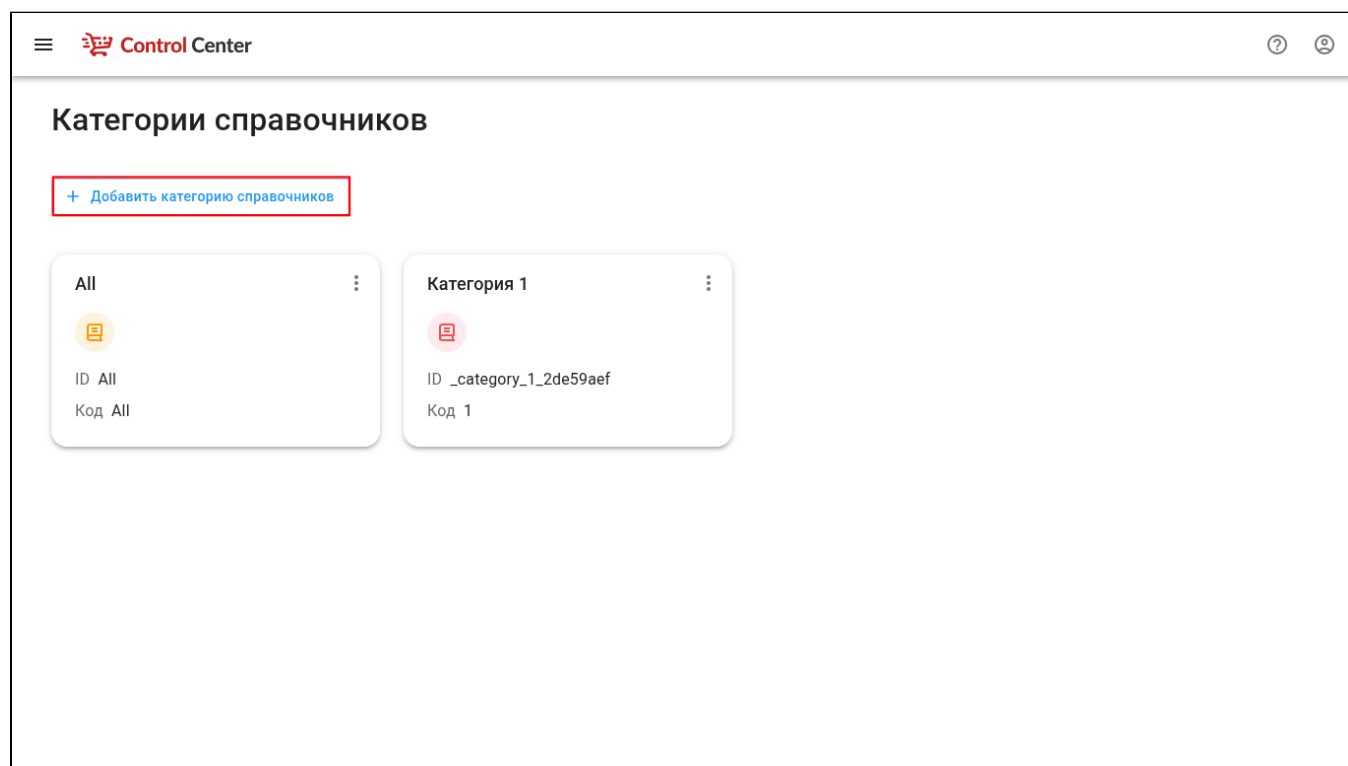 Control Center
Категории справочников
+ Добавить категорию справочников
All
ID All
Код All
Категория 1
ID _category_1_2de59aef
Код 1